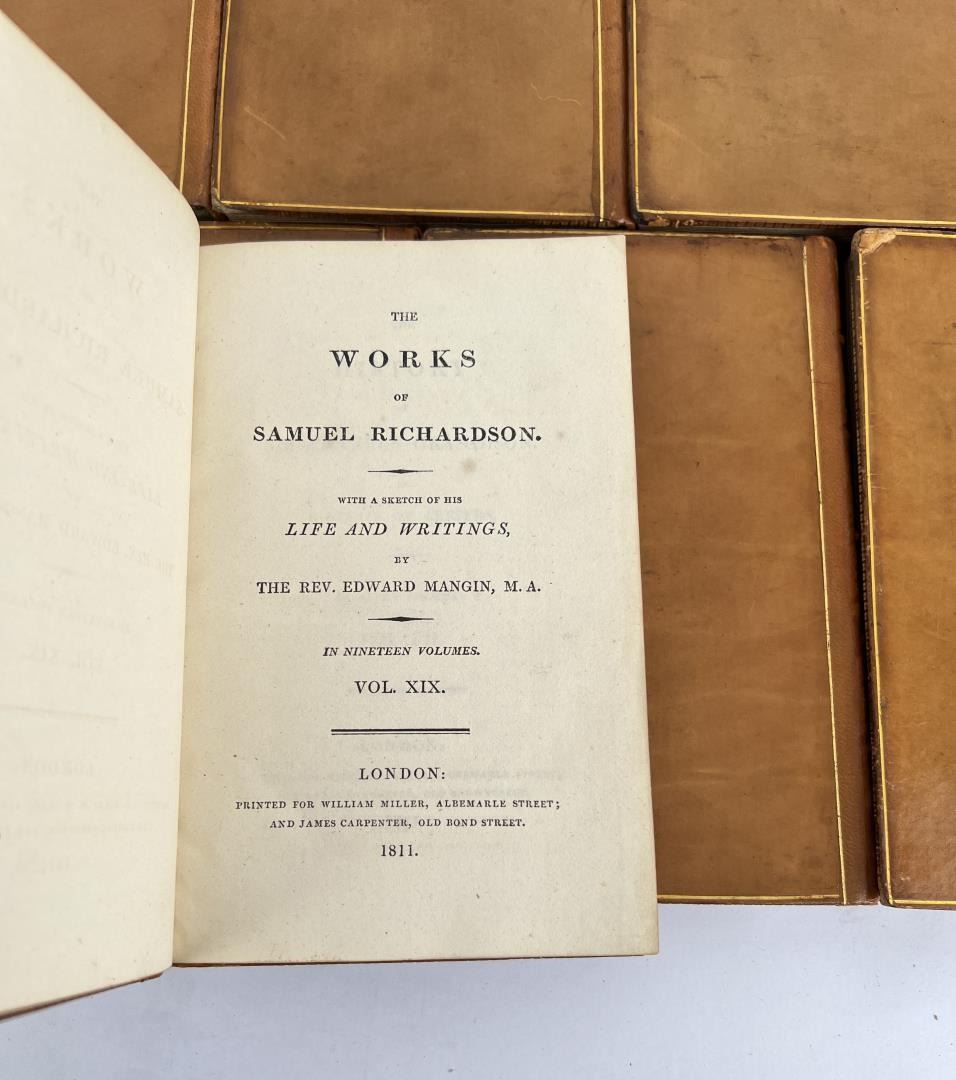 THE
WORKS
OF
SAMUEL RICHARDSON.
WITH A SKETCH OF HIS
LIFE AND WRITINGS,
BY
THE REV. EDWARD MANGIN, M. A.
IN NINETEEN VOLUMES.
VOL. XIX.
LONDON:
PRINTED FOR WILLIAM MILLER, ALBEMARLE STREET;
AND JAMES CARPENTER, OLD BOND STREET.
1811.